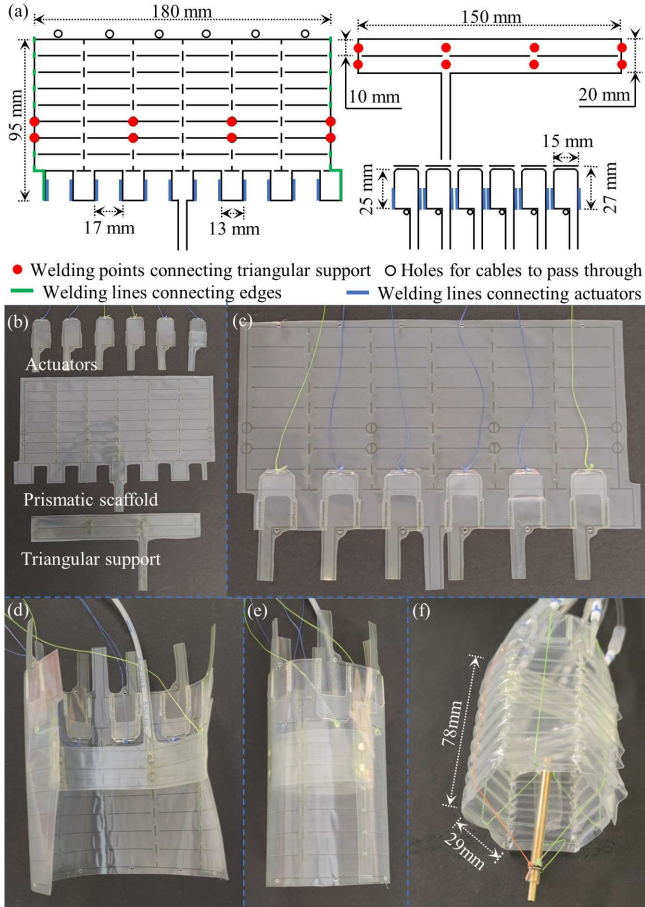 (a)
180 mm
150 mm
95 mm
10 mm
20 mm
15 mm
25 mm
27 mm
17 mm
13 mm
Welding points connecting triangular support
Holes for cables to pass through
Welding lines connecting edges
Welding lines connecting actuators
(b)
Actuators
Prismatic scaffold
Triangular support
(c)
(d)
(e)
(f)
78mm
29mm